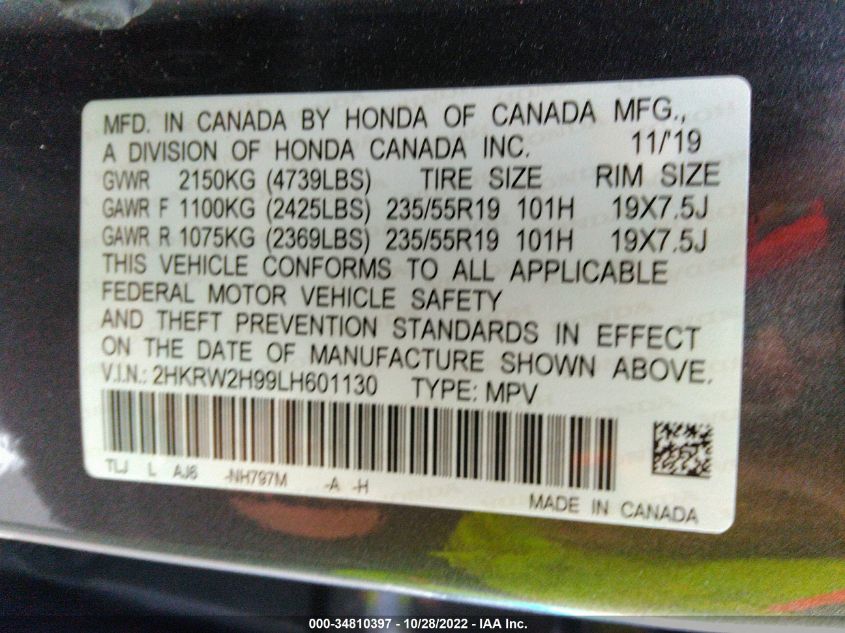 MFD. IN CANADA BY HONDA OF CANADA MFG.,
A DIVISION OF HONDA CANADA INC. 11/'19
GVWR 2150KG (4739LBS) TIRE SIZE RIM SIZE
GAWR F 1100KG (2425LBS) 235/55R19 101H 19X7.5J
GAWR R 1075KG (2369LBS) 235/55R19 101H 19X7.5J
THIS VEHICLE CONFORMS TO ALL APPLICABLE
FEDERAL MOTOR VEHICLE SAFETY
AND THEFT PREVENTION STANDARDS IN EFFECT
ON THE DATE OF MANUFACTURE SHOWN ABOVE.
V.I.N.: 2HKRW2H99LH601130 TYPE: MPV
TLJ L AJ6 -NH797M -A -H
MADE IN CANADA
000-34810397 - 10/28/2022 - IAA Inc.